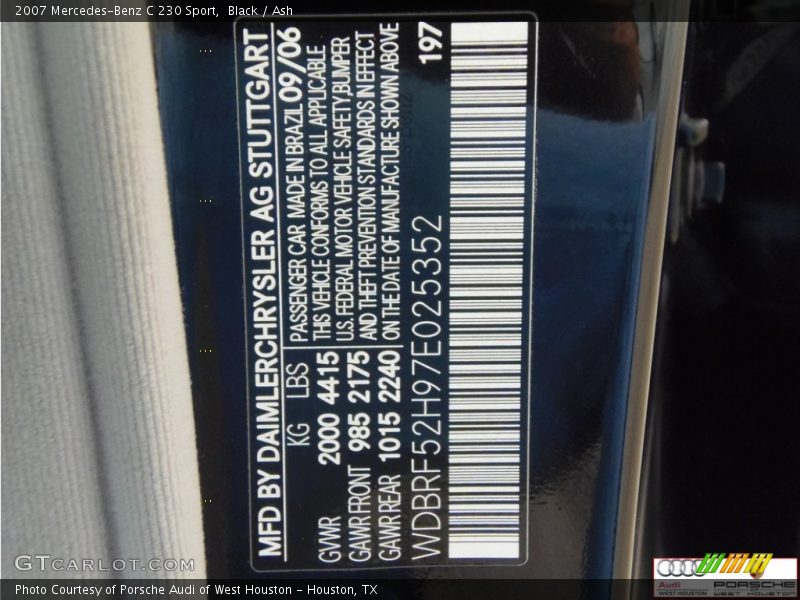 2007 Mercedes-Benz C 230 Sport,  Black / Ash
MFD BY DAIMLERCHRYSLER AG STUTTGART
PASSENGER CAR MADE IN BRAZIL 09/06
THIS VEHICLE CONFORMS TO ALL APPLICABLE
U.S. FEDERAL MOTOR VEHICLE SAFETY,BUMPER
AND THEFT PREVENTION STANDARDS IN EFFECT
ON THE DATE OF MANUFACTURE SHOWN ABOVE
KG LBS
GVWR 2000 4415
GAWR FRONT 985 2175
GAWR REAR 1015 2240
WDBRF52H97E025352
197
GTCARLOT.COM
Audi PORSCHE
WEST HOUSTON WEST HOUSTON
Photo Courtesy of Porsche Audi of West Houston - Houston, TX